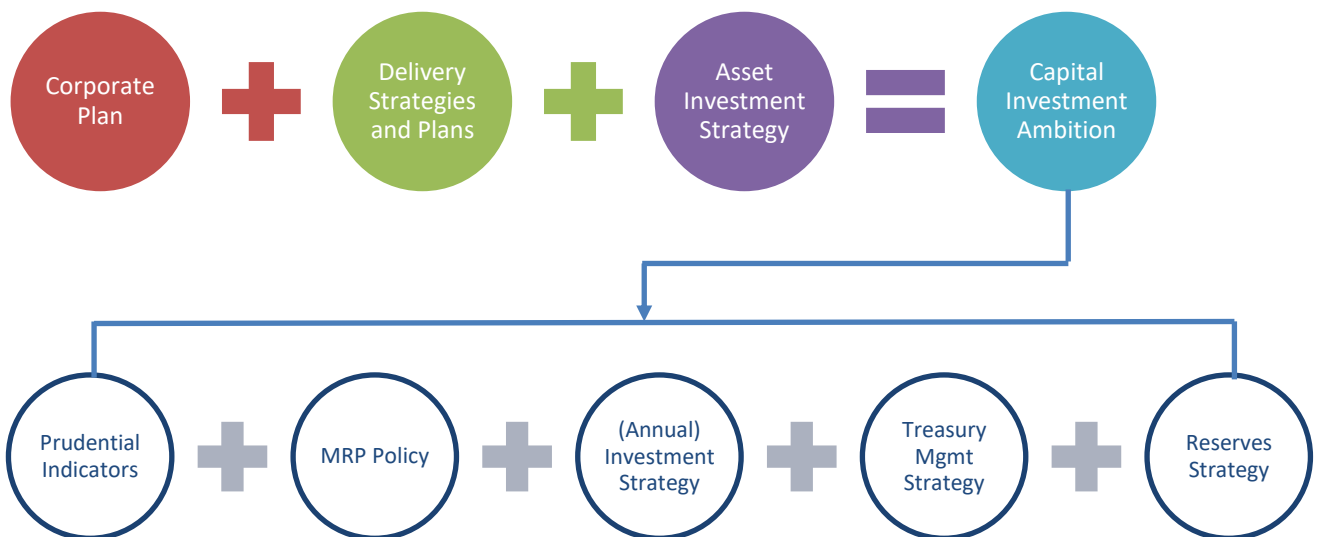 Corporate
Plan
Delivery
Strategies
and Plans
Asset
Investment
Strategy
Capital
Investment
Ambition
Prudential
Indicators
MRP Policy
(Annual)
Investment
Strategy
Treasury
Mgmt
Strategy
Reserves
Strategy